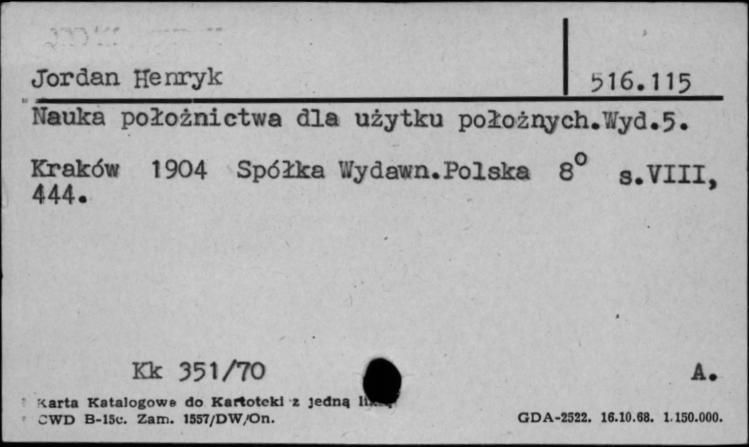 Jordan Henryk 516.115
Nauka położnictwa dla użytku położnych.Wyd.5.
Kraków 1904 Spółka Wydawn.Polska 8° s.VIII,
444.
Kk 351/70 A.
Karta Katalogowa do Kartoteki z jedną
CWD B-15c. Zam. 1557/DW/On. GDA-2522. 16.10.68. 1.150.000.